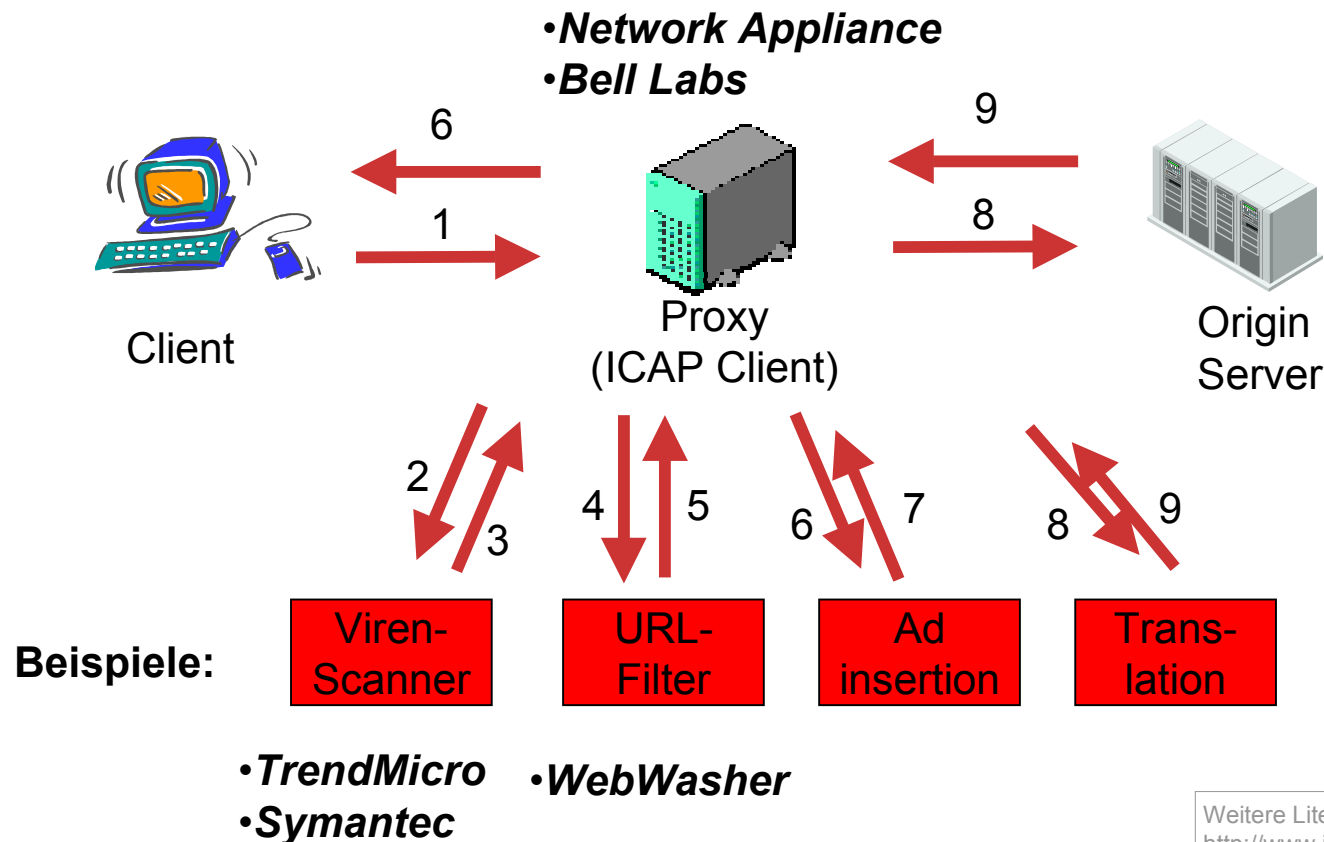 •Network Appliance
•Bell Labs
6
9
1
8
Client
Proxy
(ICAP Client)
Origin
Server
2
3
4
5
6
7
8
9
Beispiele:
Viren-
Scanner
URL-
Filter
Ad
insertion
Trans-
lation
•TrendMicro
•Symantec
•WebWasher
Weitere